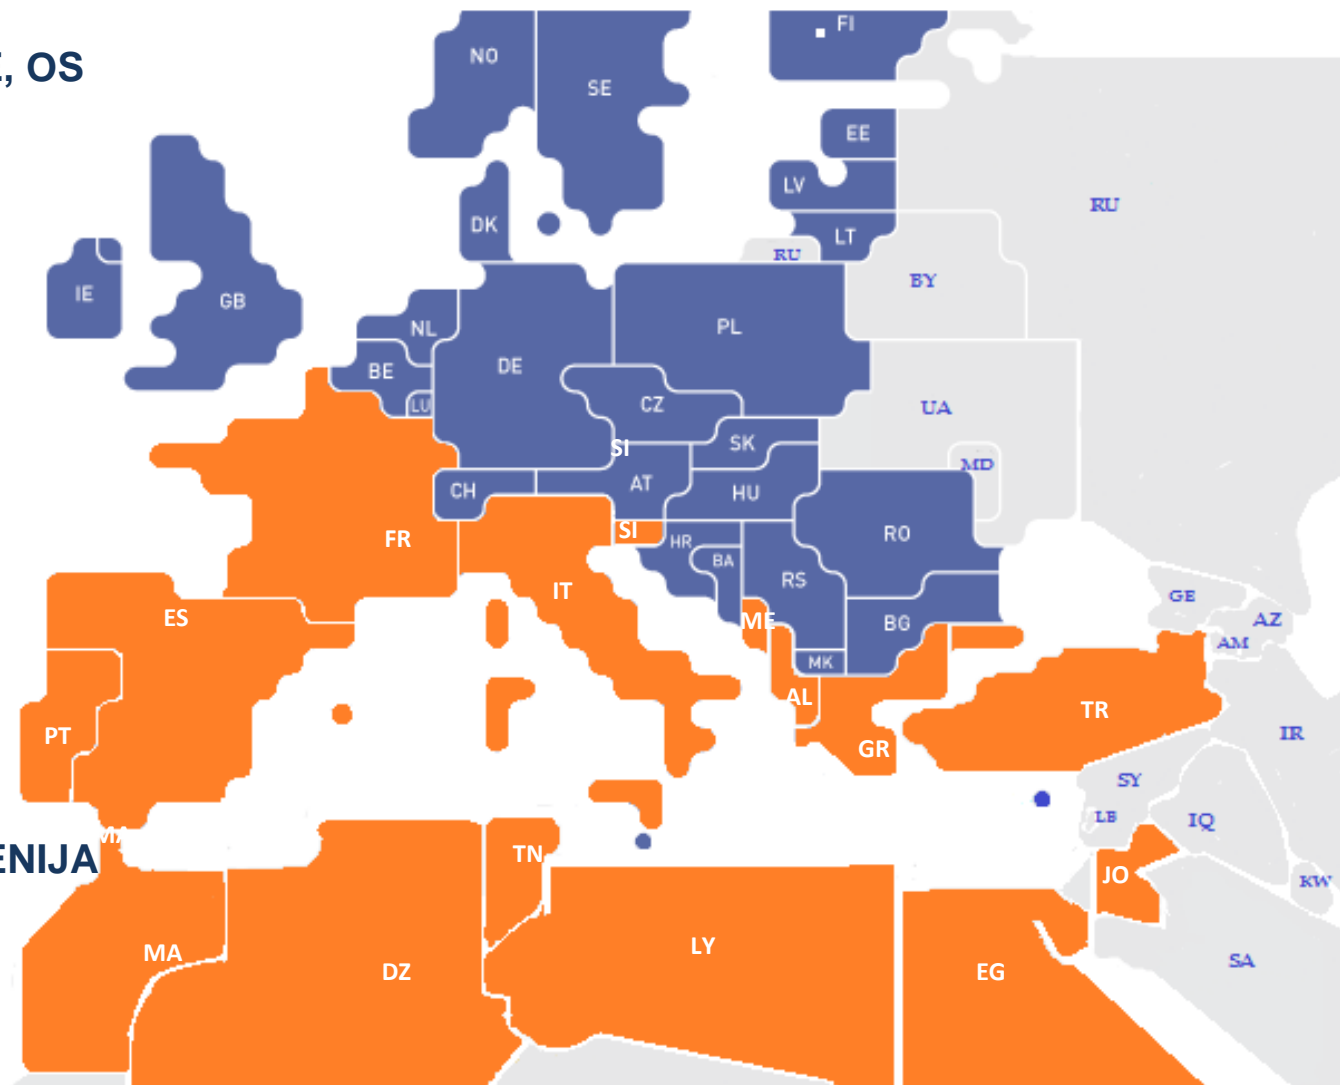 FI
NO
, OS
SE
EE
LV
RU
DK
LT
RU
BY
IE
GB
NL
PL
DE
BE
CZ
LU
UA
SK
SI
MD
AT
CH
HU
SI
RO
FR
HR
BA
RS
IT
GE
ES
ME
BG
AZ
AM
MK
AL
TR
PT
IR
GR
SY
LB
IQ
MA
TN
ENIJA
JO
KW
LY
MA
SA
DZ
EG